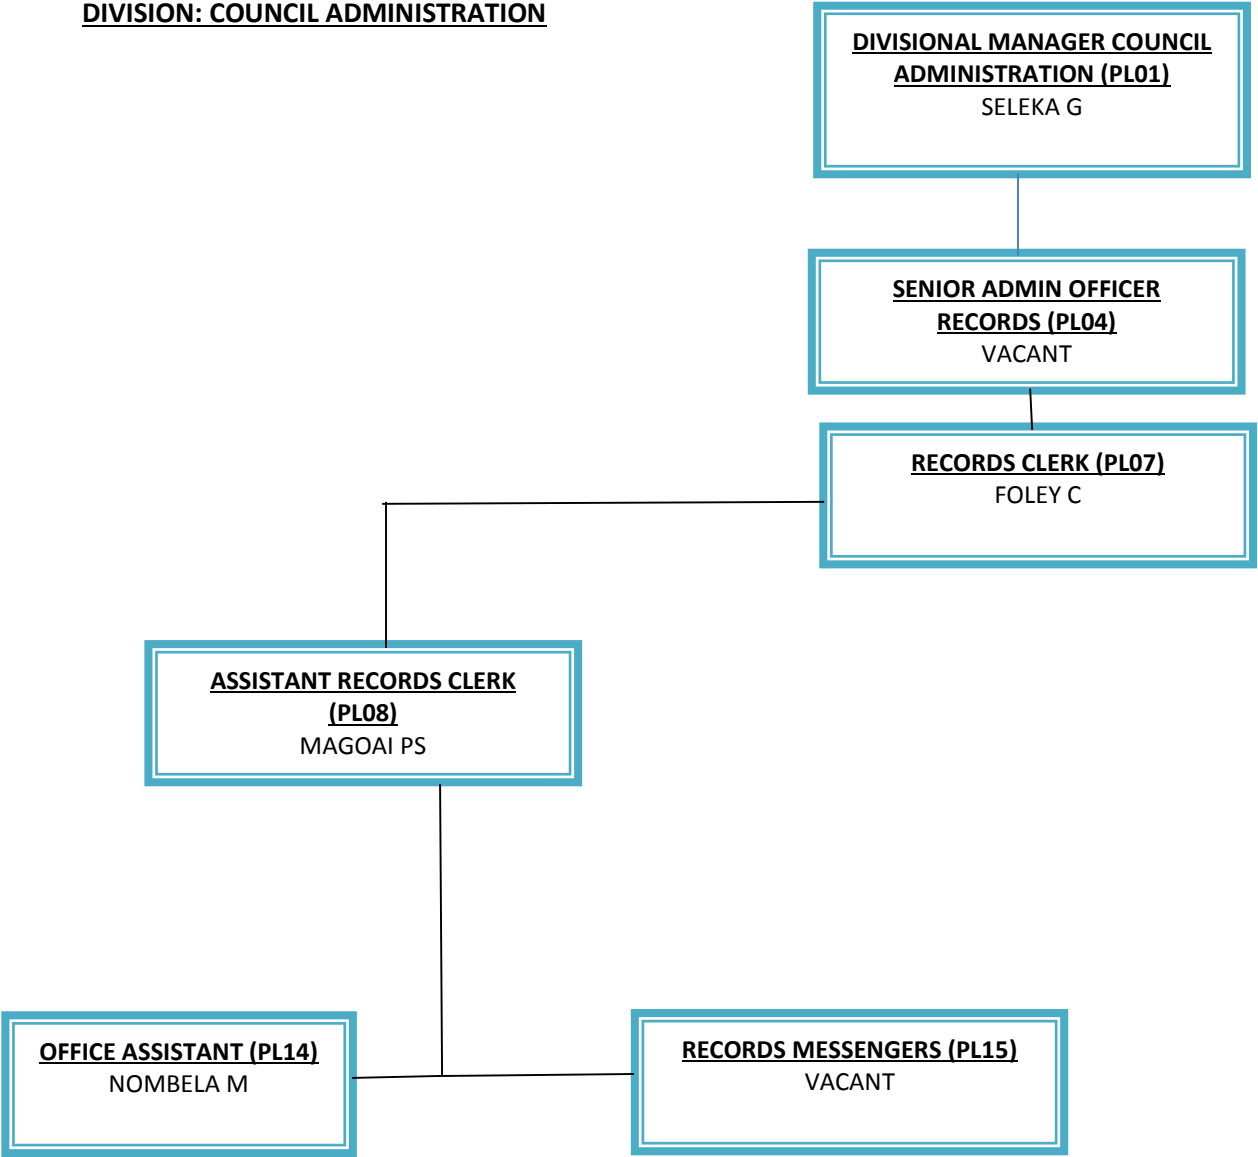 DIVISION: COUNCIL ADMINISTRATION
DIVISIONAL MANAGER COUNCIL
ADMINISTRATION (PL01)
SELEKA G
SENIOR ADMIN OFFICER
RECORDS (PL04)
VACANT
RECORDS CLERK (PL07)
FOLEY C
ASSISTANT RECORDS CLERK
(PL08)
MAGOAI PS
OFFICE ASSISTANT (PL14)
NOMBELA M
RECORDS MESSENGERS (PL15)
VACANT